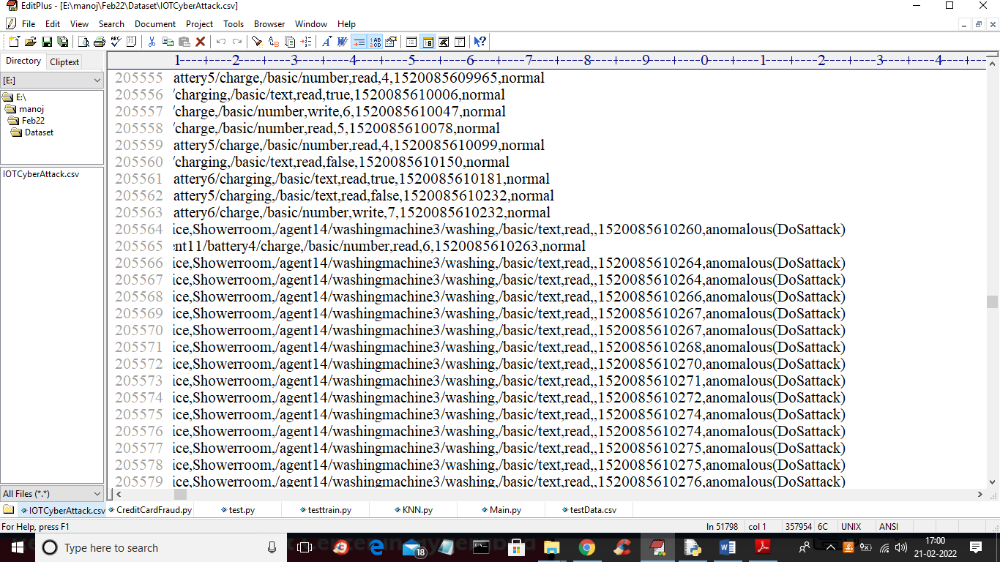 EditPlus - [E:\manoj\Feb22\Dataset\IOTCyberAttack.csv]
File Edit View Search Document Project Tools Browser Window Help
Directory Cliptext
[E:]
E:\
manoj
Feb22
Dataset
IOTCyberAttack.csv
All Files (*.*)
1----+----2----+----3----+----4----+----5----+----6----+----7----+----8----+----9----+----0----+----1----+----2----+----3----+----4----+--
205555 attery5/charge,/basic/number,read,4,1520085609965,normal
205556 /charging,/basic/text,read,true,1520085610006,normal
205557 /charge,/basic/number,write,6,1520085610047,normal
205558 /charge,/basic/number,read,5,1520085610078,normal
205559 attery5/charge,/basic/number,read,4,1520085610099,normal
205560 /charging,/basic/text,read,false,1520085610150,normal
205561 attery6/charging,/basic/text,read,true,1520085610181,normal
205562 attery5/charging,/basic/text,read,false,1520085610232,normal
205563 attery6/charge,/basic/number,write,7,1520085610232,normal
205564 ice,Showerroom,/agent14/washingmachine3/washing,/basic/text,read,,1520085610260,anomalous(DoSattack)
205565 ent11/battery4/charge,/basic/number,read,6,1520085610263,normal
205566 ice,Showerroom,/agent14/washingmachine3/washing,/basic/text,read,,1520085610264,anomalous(DoSattack)
205567 ice,Showerroom,/agent14/washingmachine3/washing,/basic/text,read,,1520085610264,anomalous(DoSattack)
205568 ice,Showerroom,/agent14/washingmachine3/washing,/basic/text,read,,1520085610266,anomalous(DoSattack)
205569 ice,Showerroom,/agent14/washingmachine3/washing,/basic/text,read,,1520085610267,anomalous(DoSattack)
205570 ice,Showerroom,/agent14/washingmachine3/washing,/basic/text,read,,1520085610267,anomalous(DoSattack)
205571 ice,Showerroom,/agent14/washingmachine3/washing,/basic/text,read,,1520085610268,anomalous(DoSattack)
205572 ice,Showerroom,/agent14/washingmachine3/washing,/basic/text,read,,1520085610270,anomalous(DoSattack)
205573 ice,Showerroom,/agent14/washingmachine3/washing,/basic/text,read,,1520085610271,anomalous(DoSattack)
205574 ice,Showerroom,/agent14/washingmachine3/washing,/basic/text,read,,1520085610272,anomalous(DoSattack)
205575 ice,Showerroom,/agent14/washingmachine3/washing,/basic/text,read,,1520085610274,anomalous(DoSattack)
205576 ice,Showerroom,/agent14/washingmachine3/washing,/basic/text,read,,1520085610274,anomalous(DoSattack)
205577 ice,Showerroom,/agent14/washingmachine3/washing,/basic/text,read,,1520085610275,anomalous(DoSattack)
205578 ice,Showerroom,/agent14/washingmachine3/washing,/basic/text,read,,1520085610275,anomalous(DoSattack)
205579 ice,Showerroom,/agent14/washingmachine3/washing,/basic/text,read,,1520085610276,anomalous(DoSattack)
IOTCyberAttack.csv CreditCardFraud.py test.py testtrain.py KNN.py Main.py testData.csv
For Help, press F1 ln 51798 col 1 357954 6C UNIX ANSI
Type here to search 18 17:00
21-02-2022